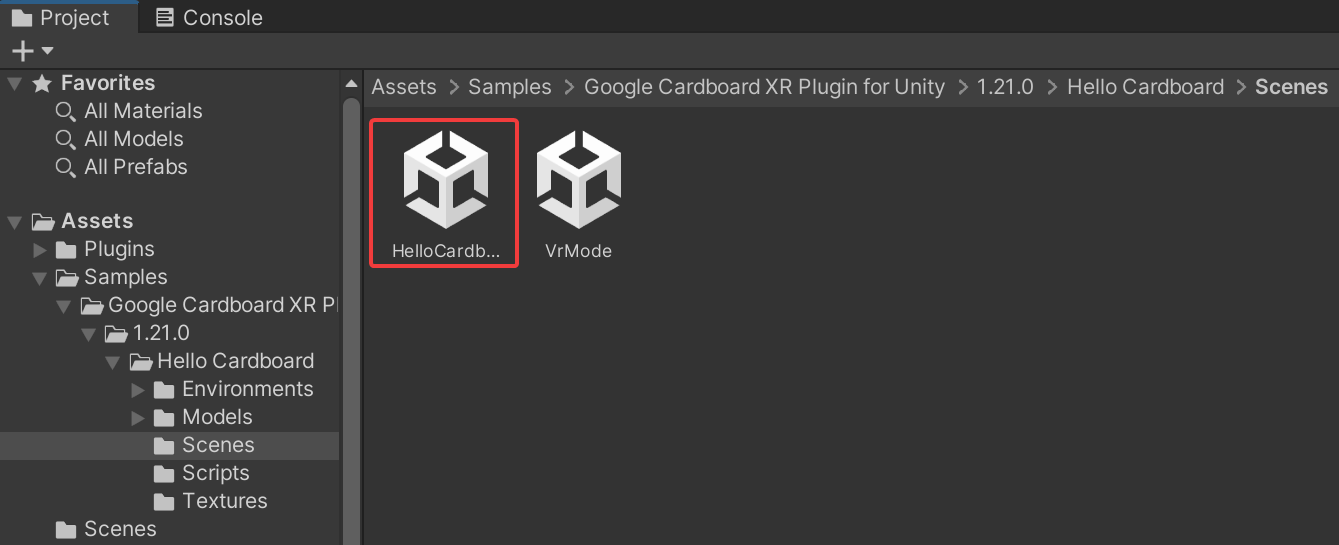 Project
Console
Favorites
All Materials
All Models
All Prefabs
Assets
Plugins
Samples
Google Cardboard XR Pl
1.21.0
Hello Cardboard
Environments
Models
Scenes
Scripts
Textures
Scenes
Assets > Samples > Google Cardboard XR Plugin for Unity > 1.21.0 > Hello Cardboard > Scenes
HelloCardb...
VrMode